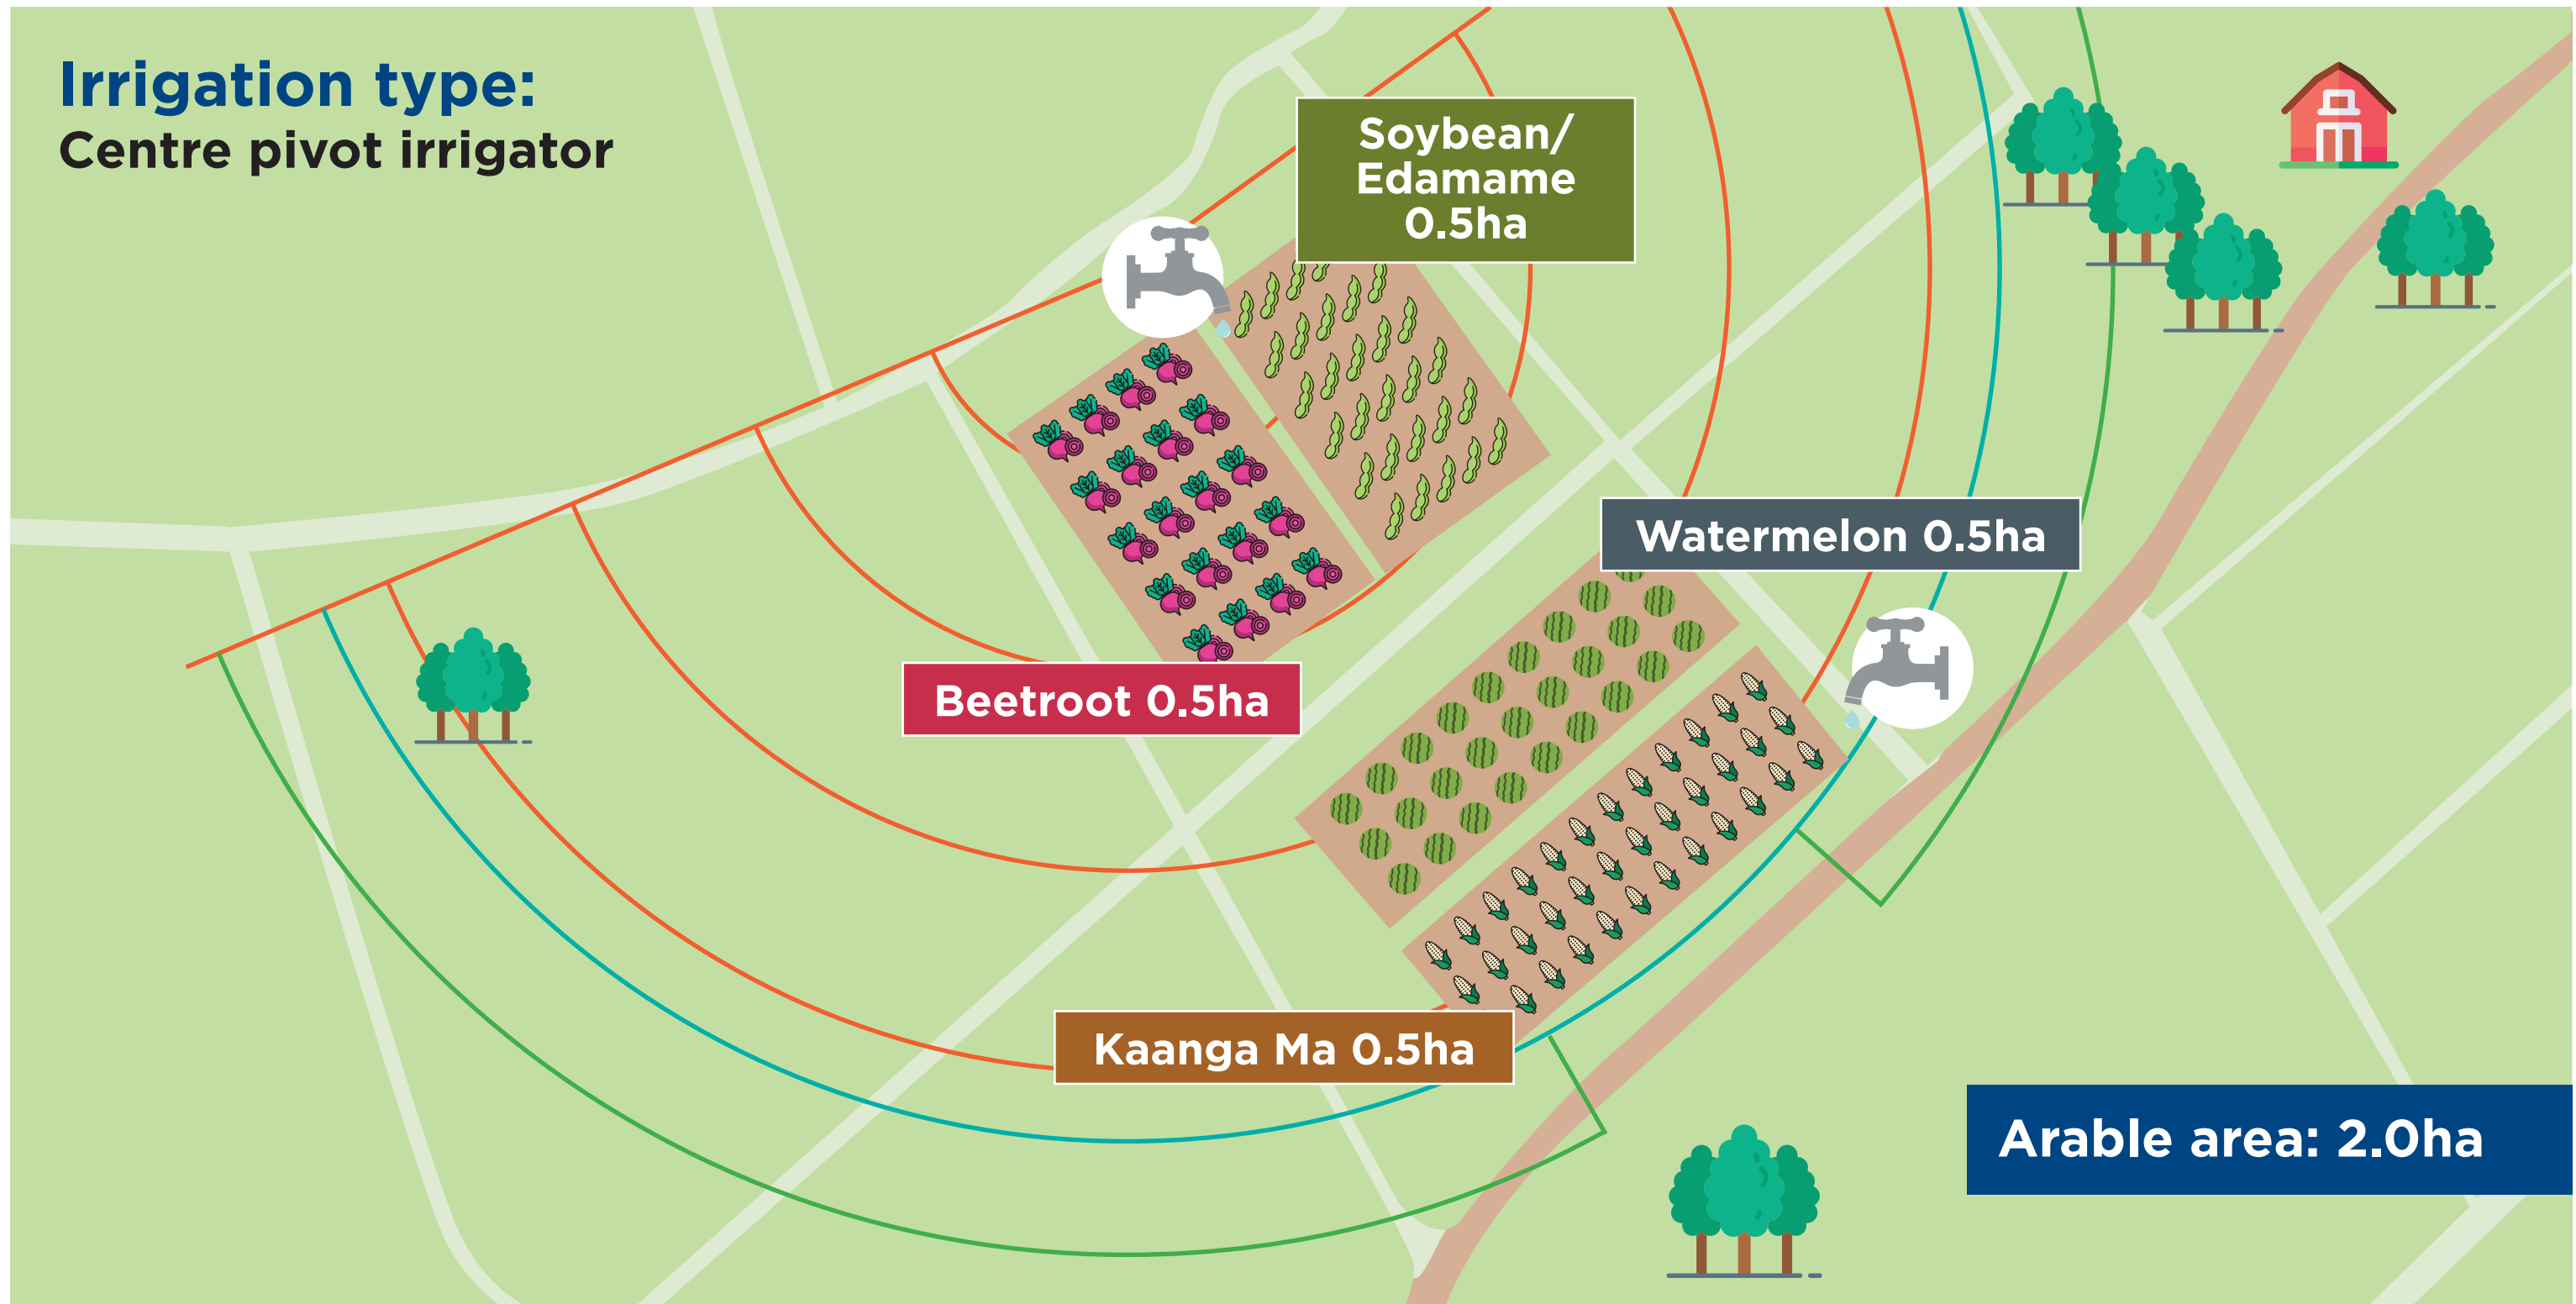 Irrigation type:
Centre pivot irrigator
Soybean/
Edamame
0.5ha
Watermelon 0.5ha
Beetroot 0.5ha
Kaanga Ma 0.5ha
Arable area: 2.0ha